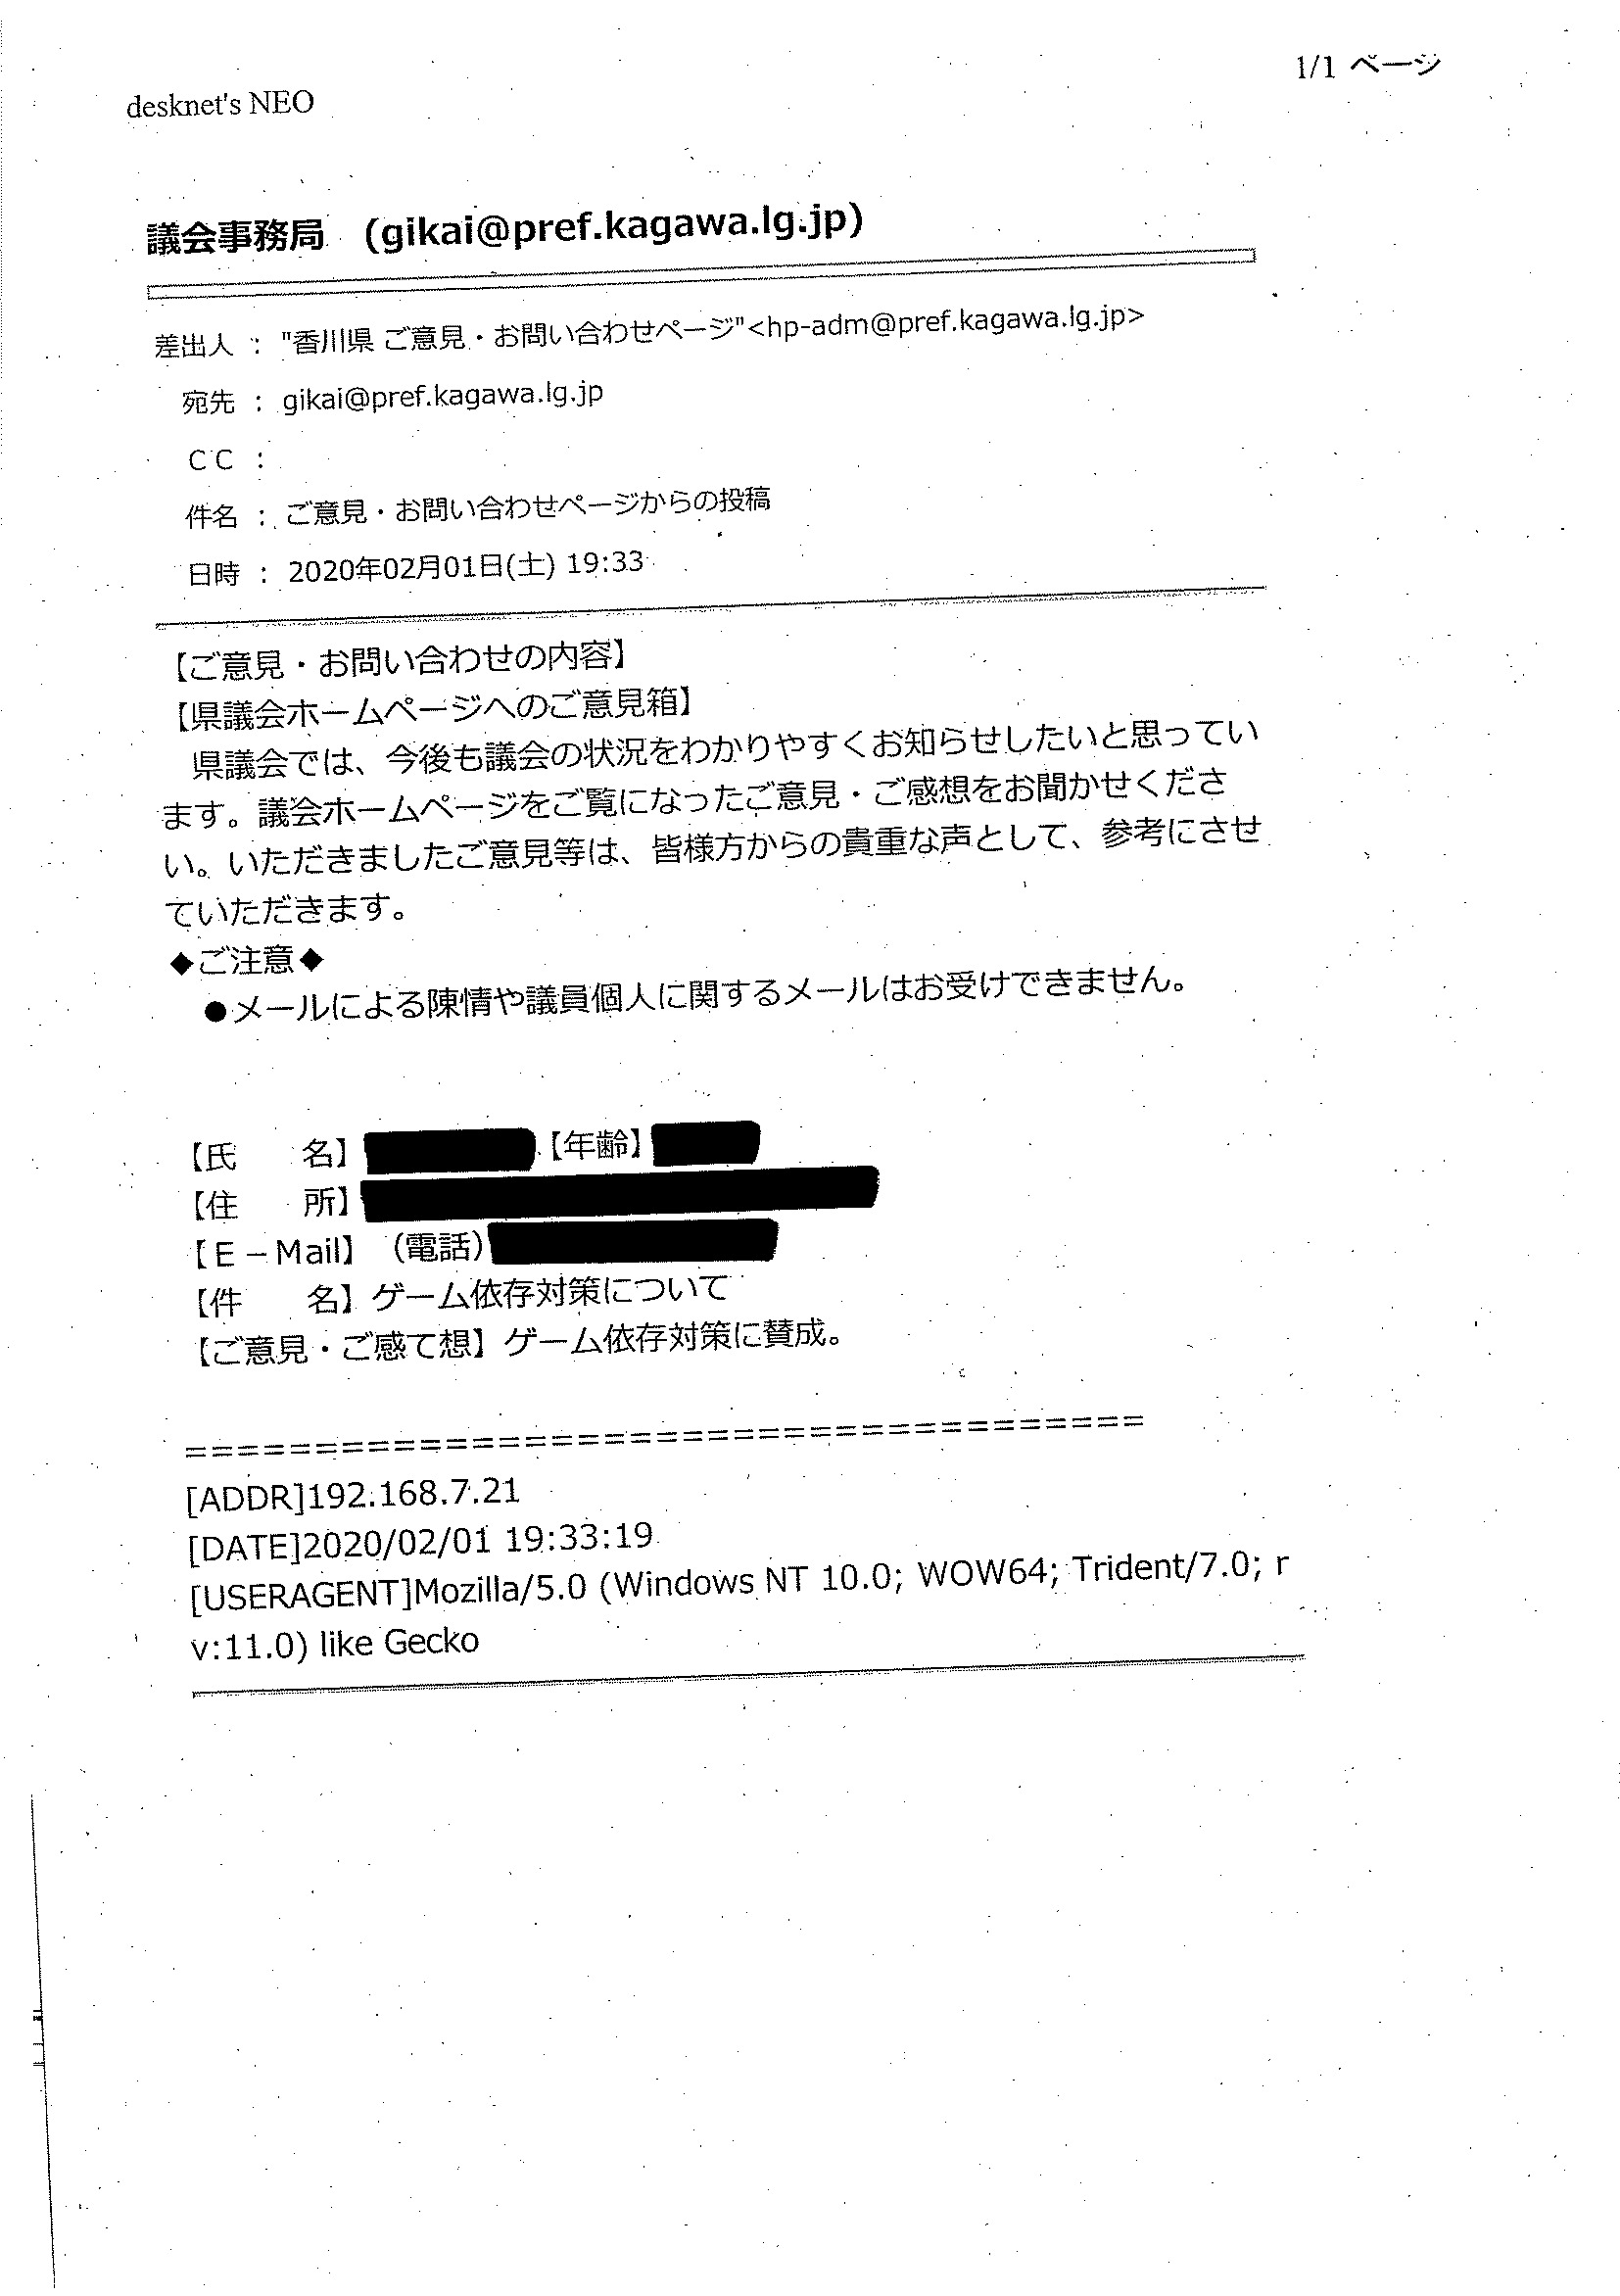 1/1 ページ
desknet's NEO
議会事務局 (gikai@pref.kagawa.lg.jp)
差出人 : "香川県 ご意見・お問い合わせページ"<hp-adm@pref.kagawa.lg.jp>
宛先 : gikai@pref.kagawa.lg.jp
CC :
件名 : ご意見・お問い合わせページからの投稿
日時 : 2020年02月01日(土) 19:33
【ご意見・お問い合わせの内容】
【県議会ホームページへのご意見箱】
県議会では、今後も議会の状況をわかりやすくお知らせしたいと思ってい
ます。議会ホームページをご覧になったご意見・ご感想をお聞かせくださ
い。いただきましたご意見等は、皆様方からの貴重な声として、参考にさせ
ていただきます。
◆ご注意◆
●メールによる陳情や議員個人に関するメールはお受けできません。
【氏　　名】 【年齢】
【住　　所】
【E－Mail】（電話）
【件　　名】ゲーム依存対策について
【ご意見・ご感て想】ゲーム依存対策に賛成。
=====================================
[ADDR]192.168.7.21
[DATE]2020/02/01 19:33:19
[USERAGENT]Mozilla/5.0 (Windows NT 10.0; WOW64; Trident/7.0; r
v:11.0) like Gecko